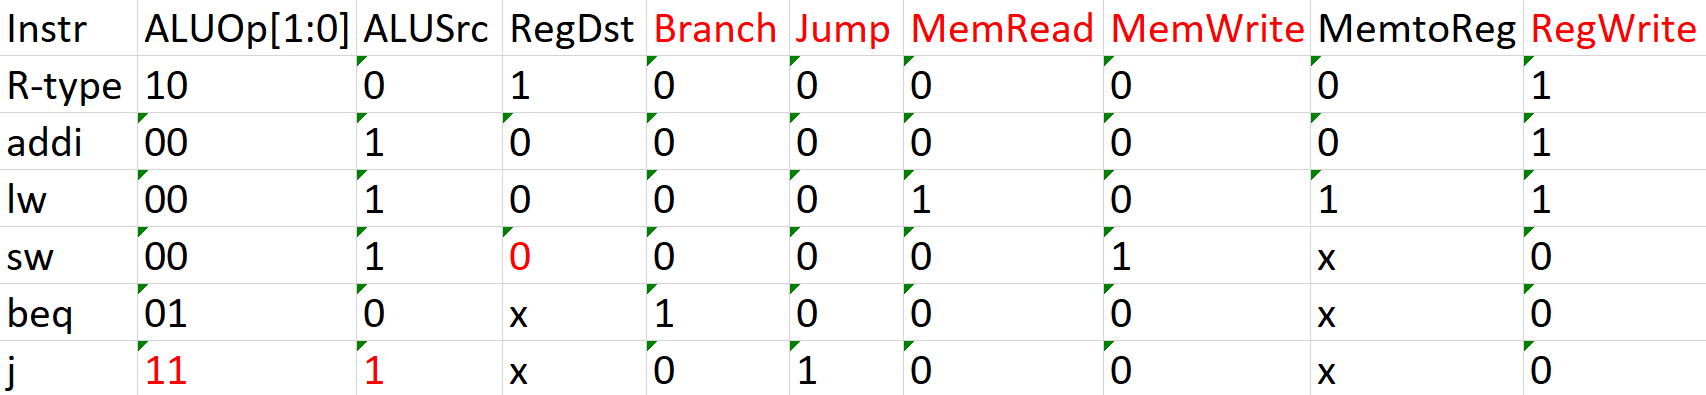 Instr ALUOp[1:0] ALUSrc RegDst Branch Jump MemRead MemWrite MemtoReg RegWrite
R-type 10 0 1 0 0 0 0 0 1
addi 00 1 0 0 0 0 0 0 1
lw 00 1 0 0 0 1 0 1 1
sw 00 1 0 0 0 0 1 x 0
beq 01 0 x 1 0 0 0 x 0
j 11 1 x 0 1 0 0 x 0